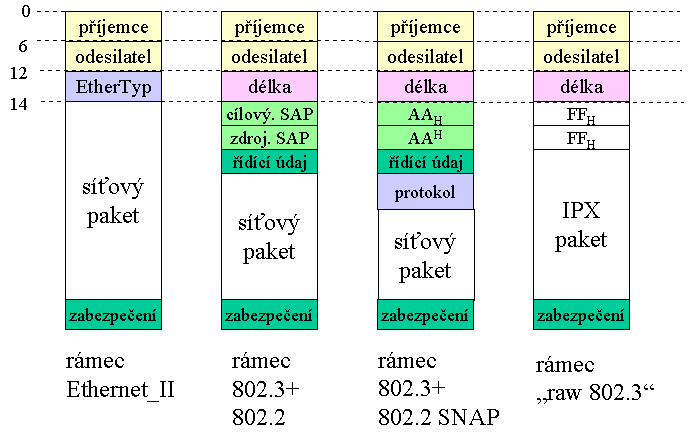 0
6
12
14
příjemce
odesilatel
EtherTyp
síťový
paket
zabezpečení
rámec
Ethernet_II
příjemce
odesilatel
délka
cílový. SAP
zdroj. SAP
řídící údaj
síťový
paket
zabezpečení
rámec
802.3+
802.2
příjemce
odesilatel
délka
AAH
AAH
řídící údaj
protokol
síťový
paket
zabezpečení
rámec
802.3+
802.2 SNAP
příjemce
odesilatel
délka
FFH
FFH
IPX
paket
zabezpečení
rámec
„raw 802.3“